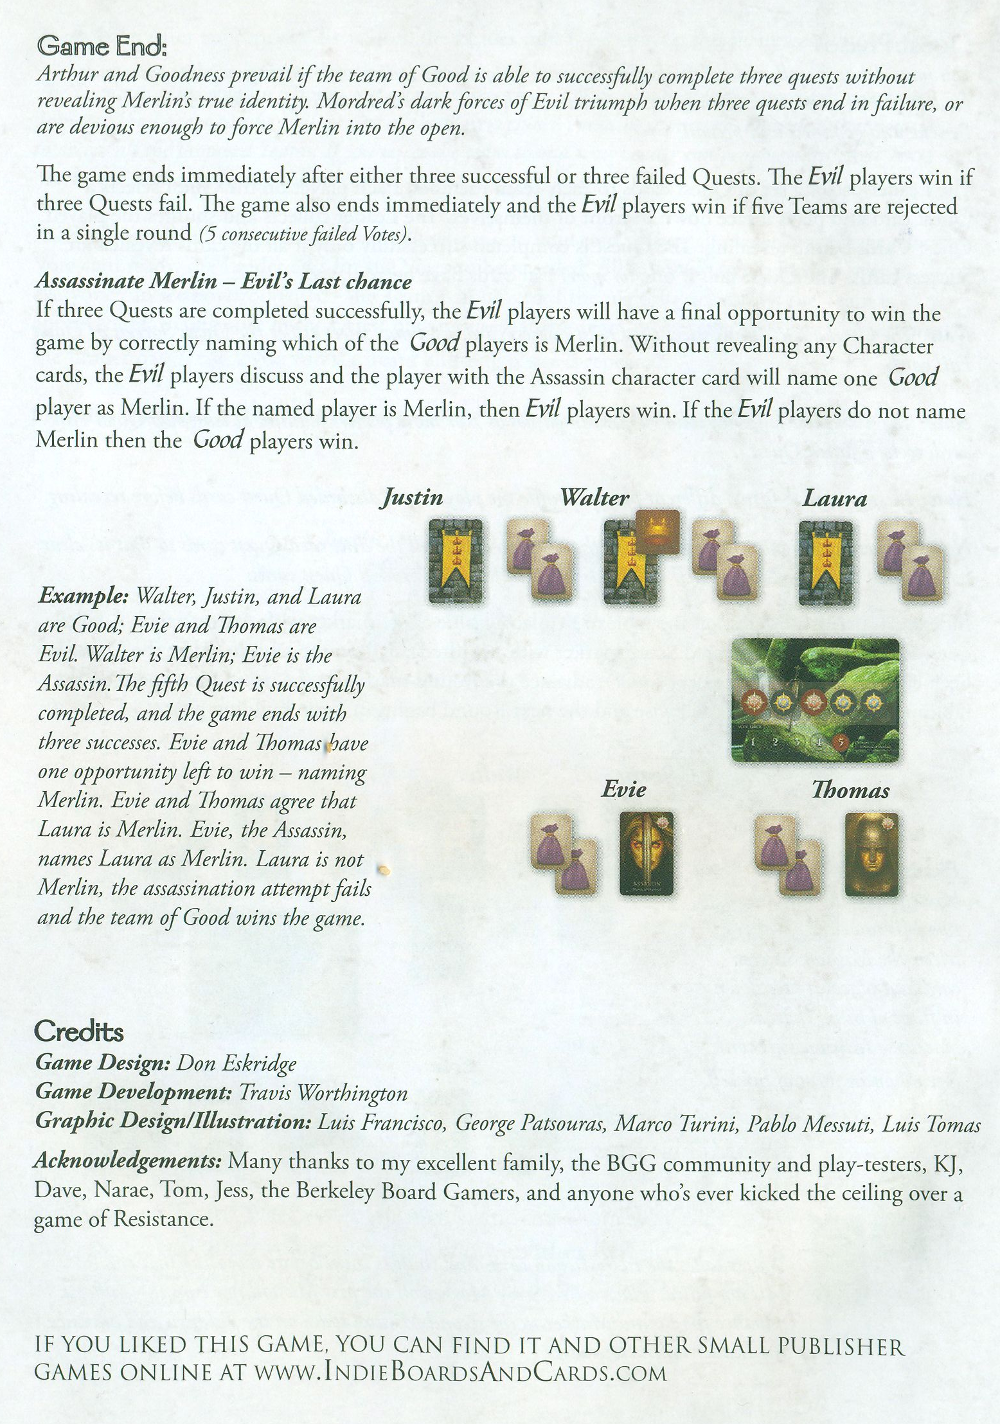 Game End:
Arthur and Goodness prevail if the team of Good is able to successfully complete three quests without
revealing Merlin's true identity. Mordred's dark forces of Evil triumph when three quests end in failure, or
are devious enough to force Merlin into the open.
The game ends immediately after either three successful or three failed Quests. The Evil players win if
three Quests fail. The game also ends immediately and the Evil players win if five Teams are rejected
in a single round (5 consecutive failed Votes).
Assassinate Merlin – Evil's Last chance
If three Quests are completed successfully, the Evil players will have a final opportunity to win the
game by correctly naming which of the Good players is Merlin. Without revealing any Character
cards, the Evil players discuss and the player with the Assassin character card will name one Good
player as Merlin. If the named player is Merlin, then Evil players win. If the Evil players do not name
Merlin then the Good players win.
Justin Walter Laura
Example: Walter, Justin, and Laura
are Good; Evie and Thomas are
Evil. Walter is Merlin; Evie is the
Assassin. The fifth Quest is successfully
completed, and the game ends with
three successes. Evie and Thomas have
one opportunity left to win – naming
Merlin. Evie and Thomas agree that
Laura is Merlin. Evie, the Assassin,
names Laura as Merlin. Laura is not
Merlin, the assassination attempt fails
and the team of Good wins the game.
1 2 4 5
Evie Thomas
ASSASSIN
Credits
Game Design: Don Eskridge
Game Development: Travis Worthington
Graphic Design/Illustration: Luis Francisco, George Patsouras, Marco Turini, Pablo Messuti, Luis Tomas
Acknowledgements: Many thanks to my excellent family, the BGG community and play-testers, KJ,
Dave, Narae, Tom, Jess, the Berkeley Board Gamers, and anyone who's ever kicked the ceiling over a
game of Resistance.
IF YOU LIKED THIS GAME, YOU CAN FIND IT AND OTHER SMALL PUBLISHER
GAMES ONLINE AT WWW.INDIEBOARDSANDCARDS.COM